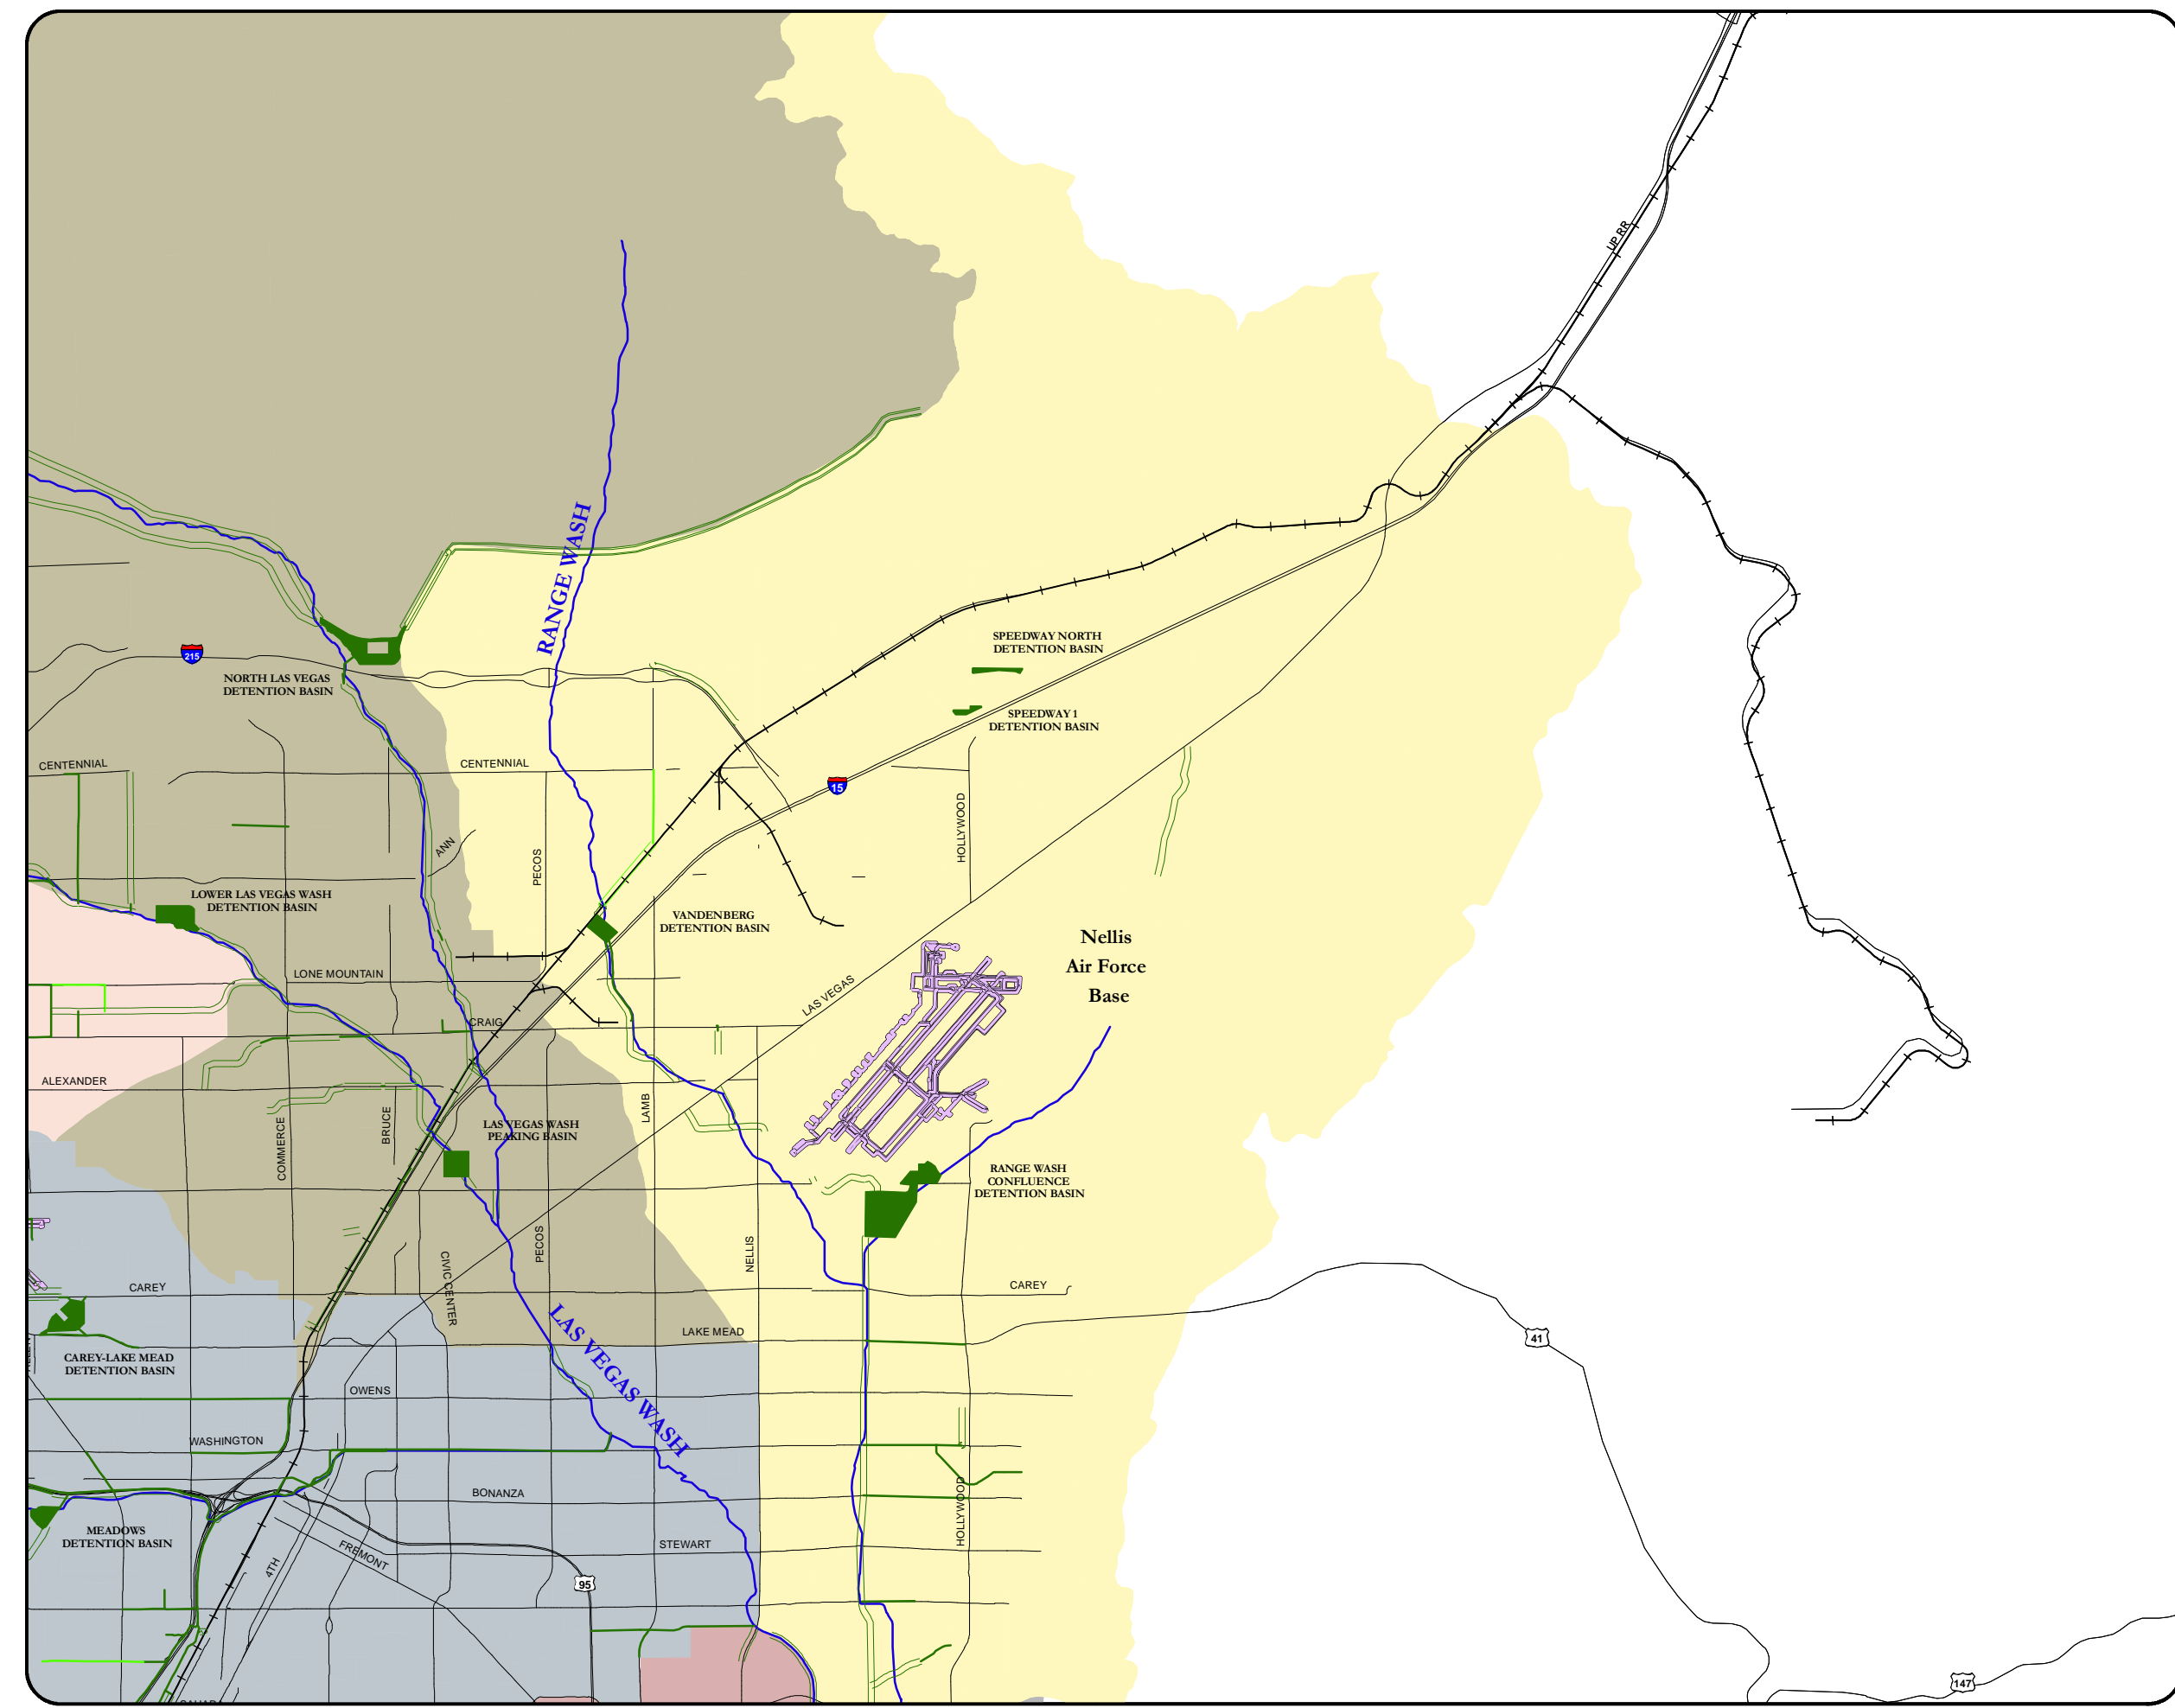 UP RR
RANGE WASH
SPEEDWAY NORTH
DETENTION BASIN
215
NORTH LAS VEGAS
DETENTION BASIN
SPEEDWAY 1
DETENTION BASIN
CENTENNIAL
CENTENNIAL
15
HOLLYWOOD
ANN
PECOS
LOWER LAS VEGAS WASH
DETENTION BASIN
VANDENBERG
DETENTION BASIN
Nellis
Air Force
Base
LONE MOUNTAIN
LAS VEGAS
CRAIG
ALEXANDER
LAMB
BRUCE
COMMERCE
LAS VEGAS WASH
PEAKING BASIN
RANGE WASH
CONFLUENCE
DETENTION BASIN
PECOS
NELLIS
CIVIC CENTER
CAREY
CAREY
LAS VEGAS WASH
LAKE MEAD
41
CAREY-LAKE MEAD
DETENTION BASIN
OWENS
WASHINGTON
BONANZA
HOLLYWOOD
MEADOWS
DETENTION BASIN
FREMONT
STEWART
4TH
95
147